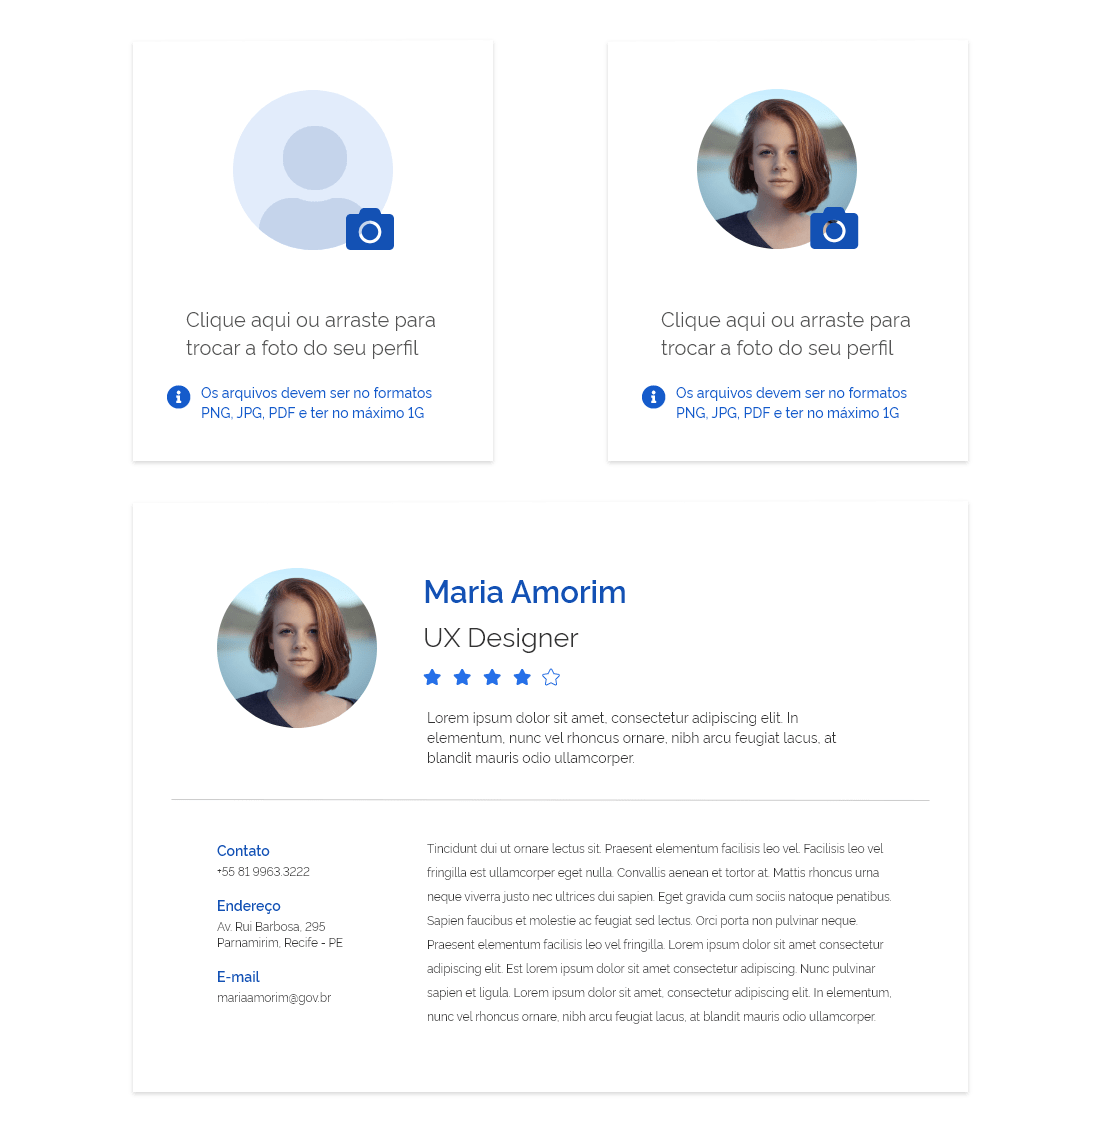 Clique aqui ou arraste para
trocar a foto do seu perfil
Os arquivos devem ser no formatos
PNG, JPG, PDF e ter no máximo 1G
Clique aqui ou arraste para
trocar a foto do seu perfil
Os arquivos devem ser no formatos
PNG, JPG, PDF e ter no máximo 1G
Maria Amorim
UX Designer
Lorem ipsum dolor sit amet, consectetur adipiscing elit. In
elementum, nunc vel rhoncus ornare, nibh arcu feugiat lacus, at
blandit mauris odio ullamcorper.
Contato
+55 81 9963.3222
Endereço
Av. Rui Barbosa, 295
Parnamirim, Recife - PE
E-mail
mariaamorim@gov.br
Tincidunt dui ut ornare lectus sit. Praesent elementum facilisis leo vel. Facilisis leo vel
fringilla est ullamcorper eget nulla. Convallis aenean et tortor at. Mattis rhoncus urna
neque viverra justo nec ultrices dui sapien. Eget gravida cum sociis natoque penatibus.
Sapien faucibus et molestie ac feugiat sed lectus. Orci porta non pulvinar neque.
Praesent elementum facilisis leo vel fringilla. Lorem ipsum dolor sit amet consectetur
adipiscing elit. Est lorem ipsum dolor sit amet consectetur adipiscing. Nunc pulvinar
sapien et ligula. Lorem ipsum dolor sit amet, consectetur adipiscing elit. In elementum,
nunc vel rhoncus ornare, nibh arcu feugiat lacus, at blandit mauris odio ullamcorper.